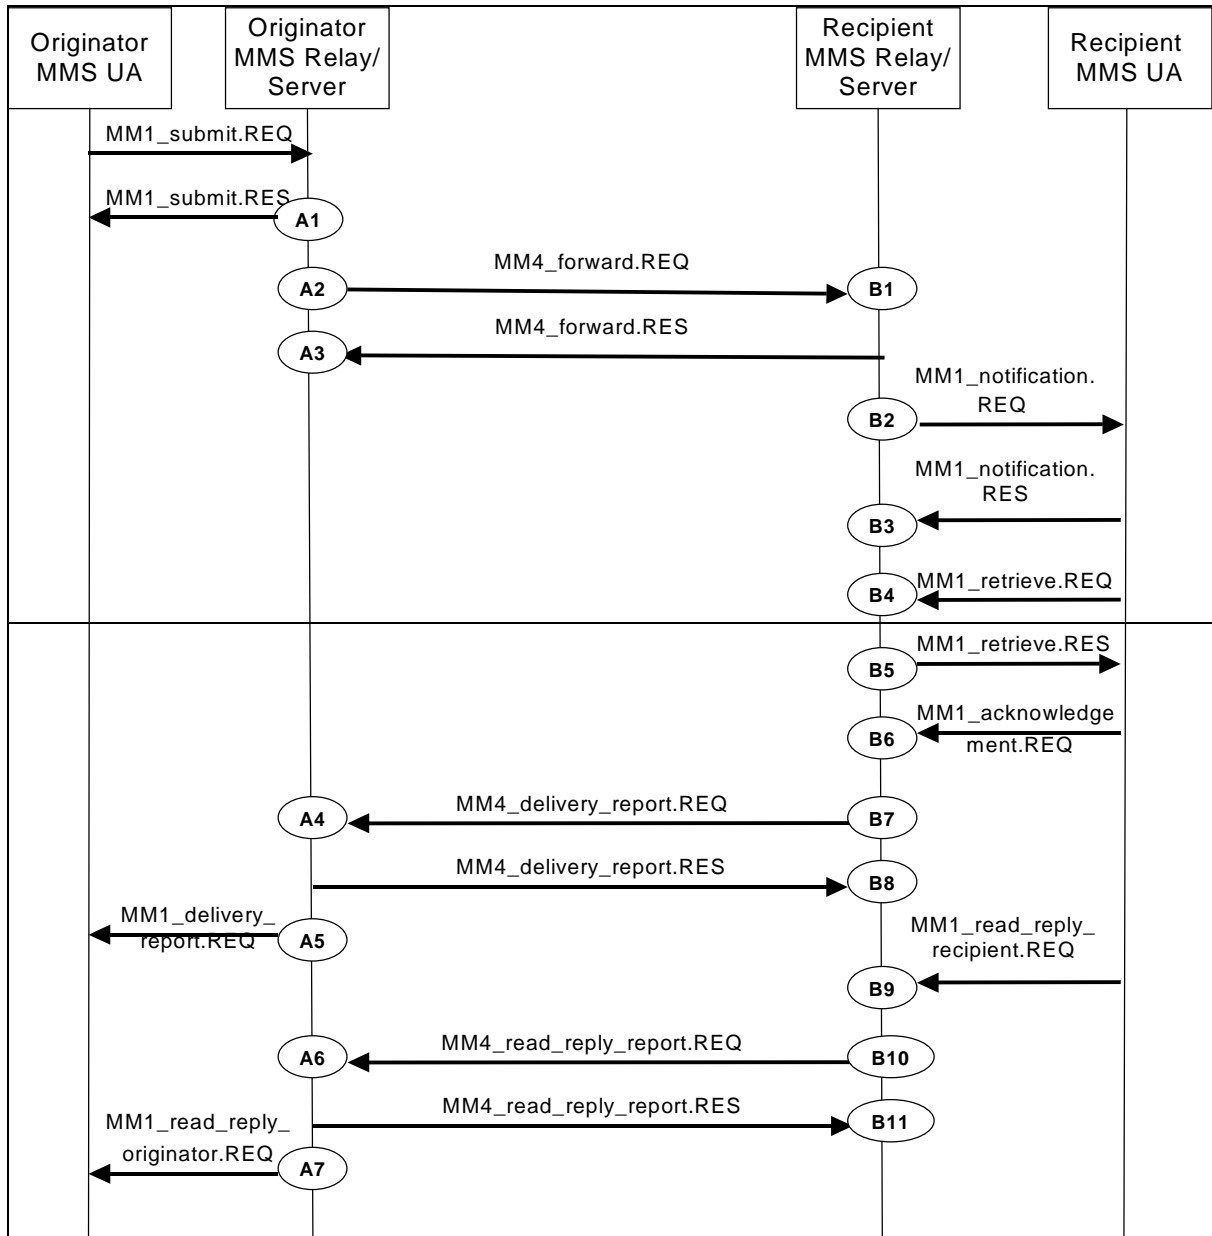 Originator
MMS UA
Originator
MMS Relay/
Server
Recipient
MMS Relay/
Server
Recipient
MMS UA
MM1_submit.REQ
MM1_submit.RES
A1
MM4_forward.REQ
A2
B1
MM4_forward.RES
A3
MM1_notification.
REQ
B2
MM1_notification.
RES
B3
MM1_retrieve.REQ
B4
MM1_retrieve.RES
B5
MM1_acknowledge
ment.REQ
B6
MM4_delivery_report.REQ
A4
B7
MM4_delivery_report.RES
B8
MM1_delivery_
report.REQ
A5
MM1_read_reply_
recipient.REQ
B9
MM4_read_reply_report.REQ
A6
B10
MM4_read_reply_report.RES
B11
MM1_read_reply_
originator.REQ
A7